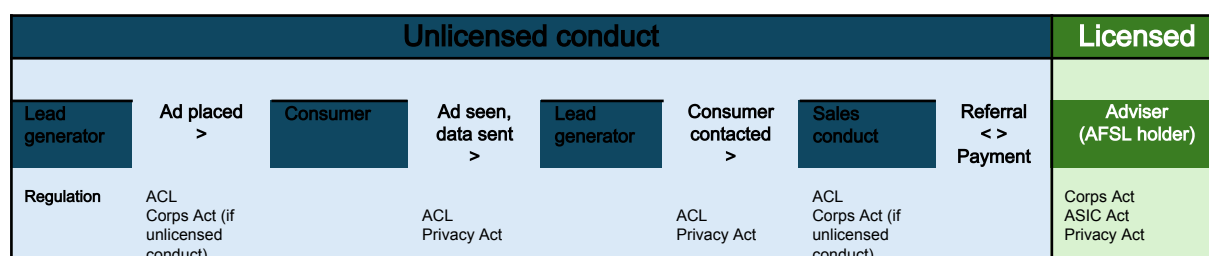 Unlicensed conduct
Licensed
Lead
generator
Ad placed
>
Consumer
Ad seen,
data sent
>
Lead
generator
Consumer
contacted
>
Sales
conduct
Referral
< >
Payment
Adviser
(AFSL holder)
Regulation
ACL
Corps Act (if
unlicensed
conduct)
ACL
Privacy Act
ACL
Privacy Act
ACL
Corps Act (if
unlicensed
conduct)
Corps Act
ASIC Act
Privacy Act